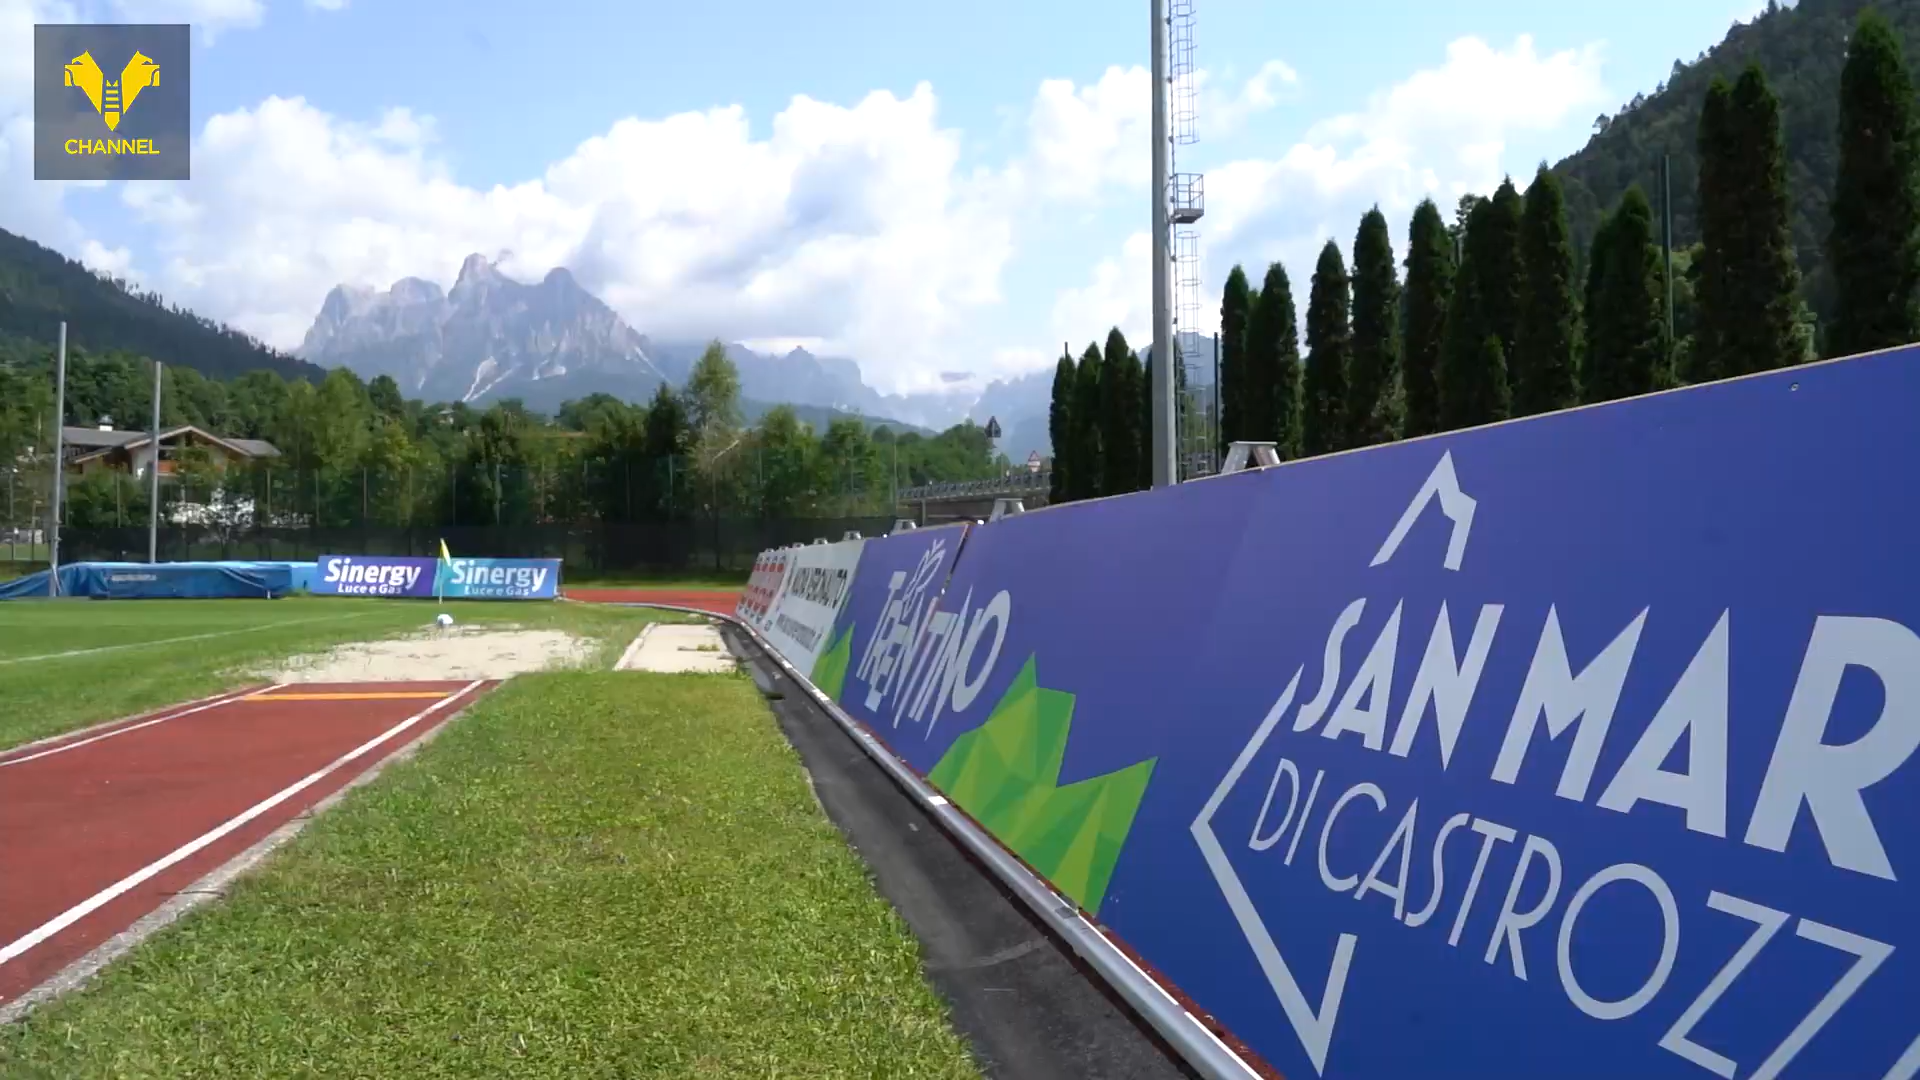 CHANNEL
Sinergy
Luce e Gas
Sinergy
Luce e Gas
TRENTINO
SAN MAR
DI CASTROZZ